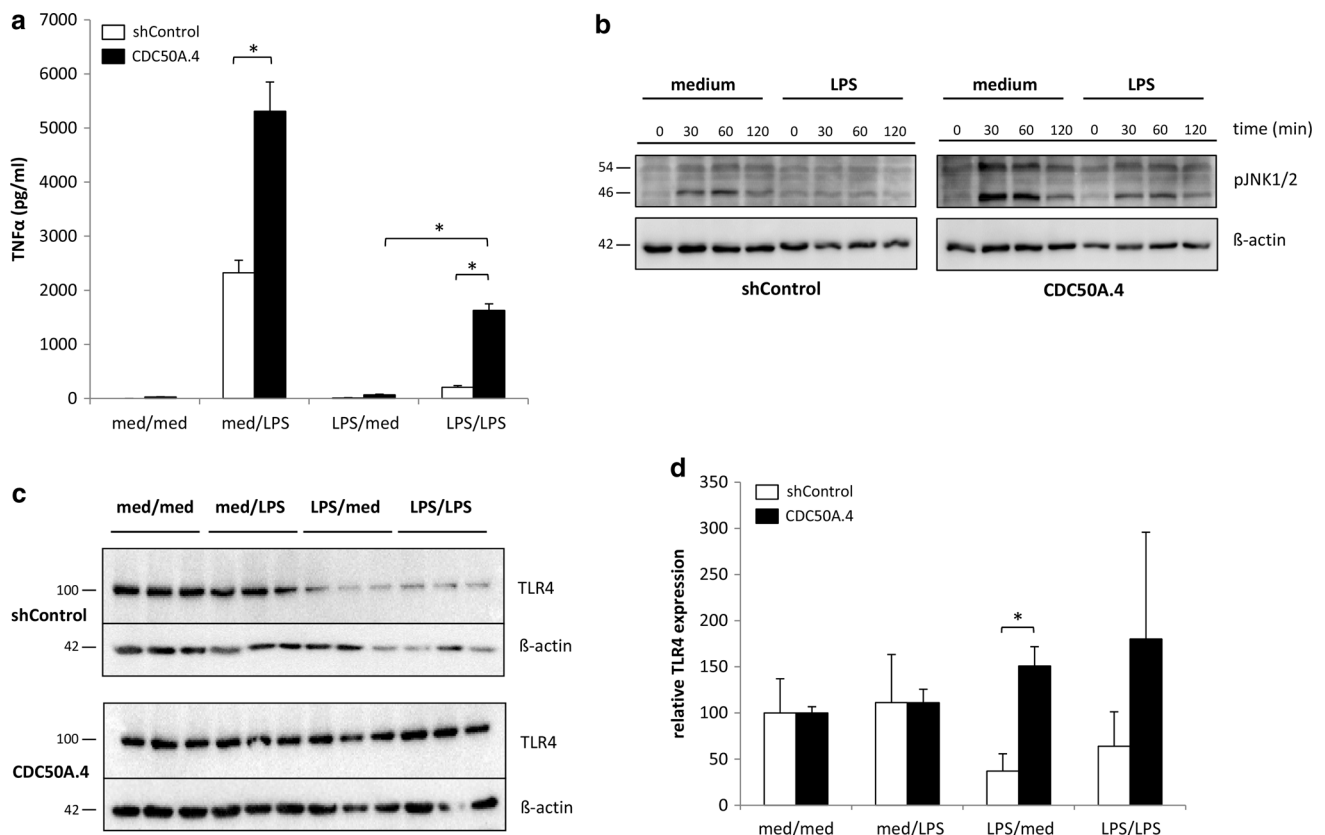 a
7000
6000
5000
4000
3000
2000
1000
0
TNFα (pg/ml)
shControl
CDC50A.4
*
*
*
med/med med/LPS LPS/med LPS/LPS
b
medium LPS medium LPS
0 30 60 120 0 30 60 120 0 30 60 120 0 30 60 120 time (min)
54
46
pJNK1/2
42
ß-actin
shControl CDC50A.4
c
med/med med/LPS LPS/med LPS/LPS
100
TLR4
shControl
42
ß-actin
100
TLR4
CDC50A.4
42
ß-actin
d
350
300
250
200
150
100
50
0
relative TLR4 expression
shControl
CDC50A.4
*
med/med med/LPS LPS/med LPS/LPS